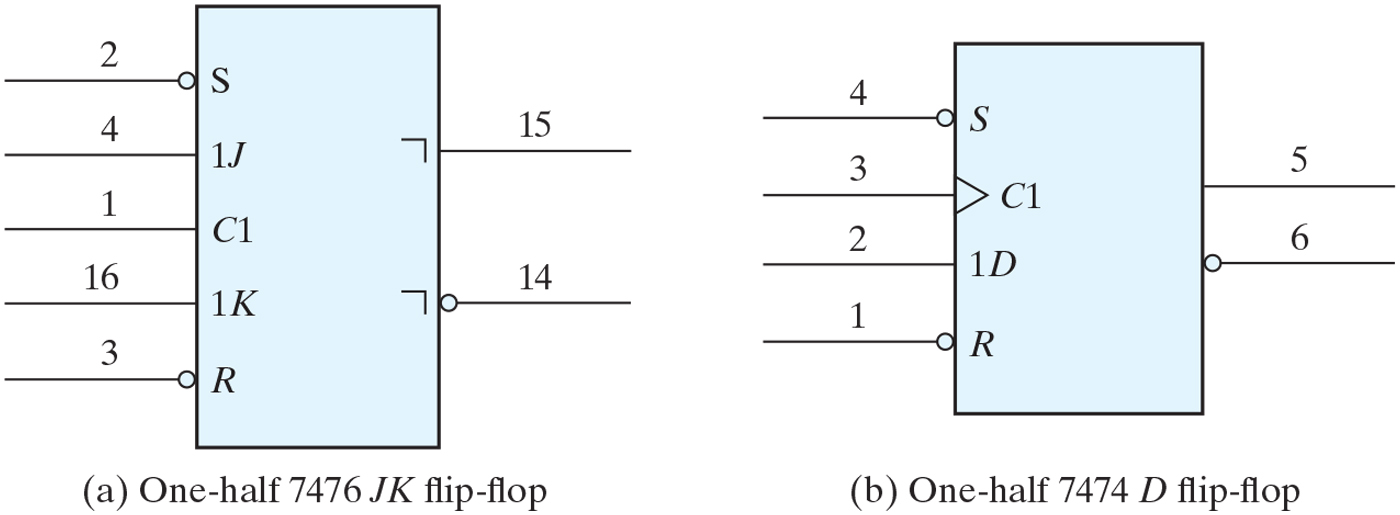 2
S
4
1J
15
1
C1
16
1K
14
3
R
(a) One-half 7476 JK flip-flop
4
S
3
C1
5
2
1D
6
1
R
(b) One-half 7474 D flip-flop